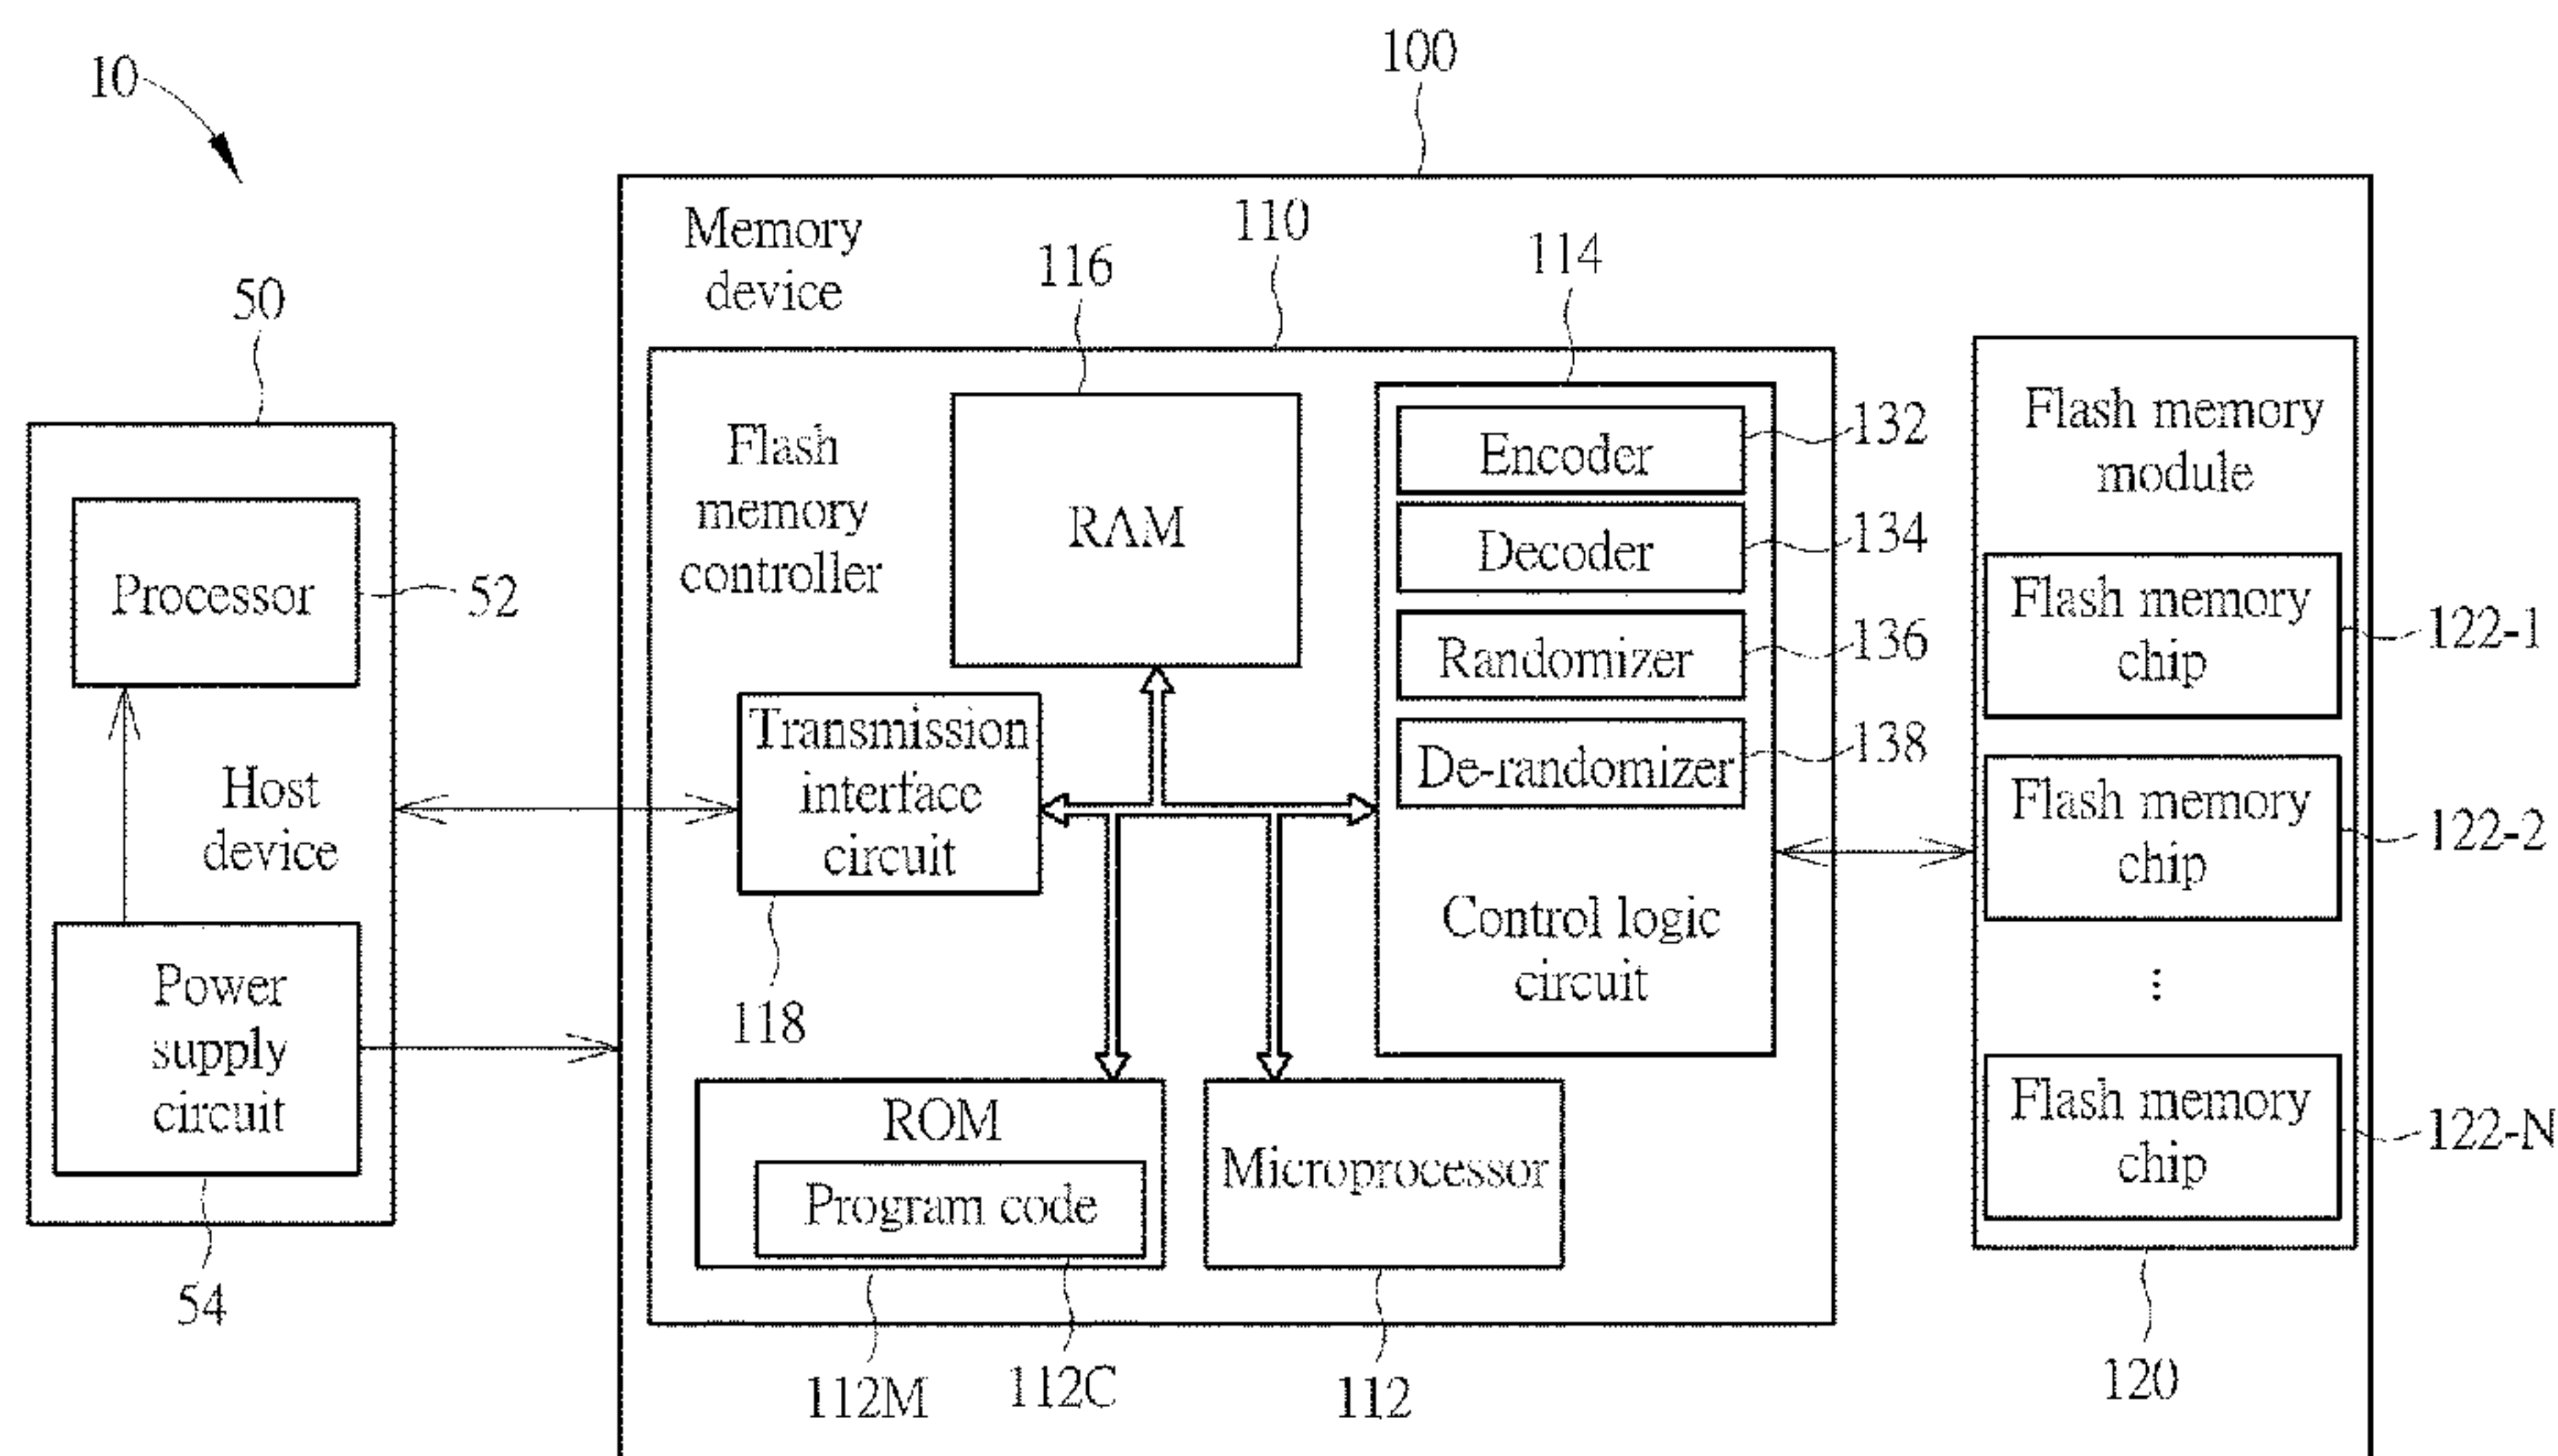 10
100
50
Processor
52
Host
device
Power
supply
circuit
54
Memory
device
110
Flash
memory
controller
116
RAM
114
Encoder
132
Decoder
134
Randomizer
136
De-randomizer
138
Control logic
circuit
Transmission
interface
circuit
118
ROM
Program code
112M
112C
Microprocessor
112
Flash memory
module
Flash memory
chip
122-1
Flash memory
chip
122-2
⋮
Flash memory
chip
122-N
120